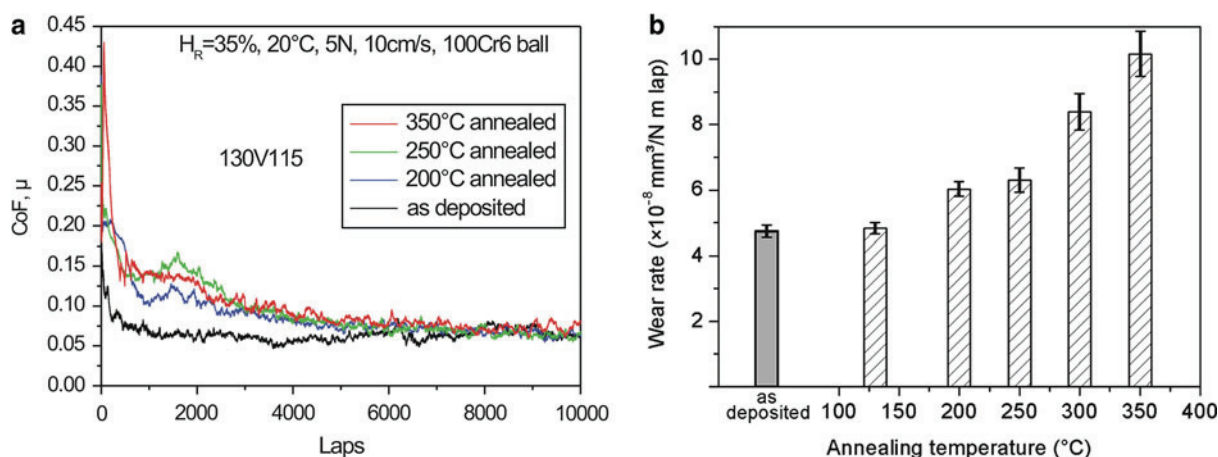 a
H_R=35%, 20°C, 5N, 10cm/s, 100Cr6 ball
350°C annealed
250°C annealed
200°C annealed
as deposited
130V115
CoF, μ
0.45
0.40
0.35
0.30
0.25
0.20
0.15
0.10
0.05
0.00
0 2000 4000 6000 8000 10000
Laps
b
Wear rate (×10⁻⁸ mm³/N m lap)
10
8
6
4
2
as deposited
100 150 200 250 300 350 400
Annealing temperature (°C)